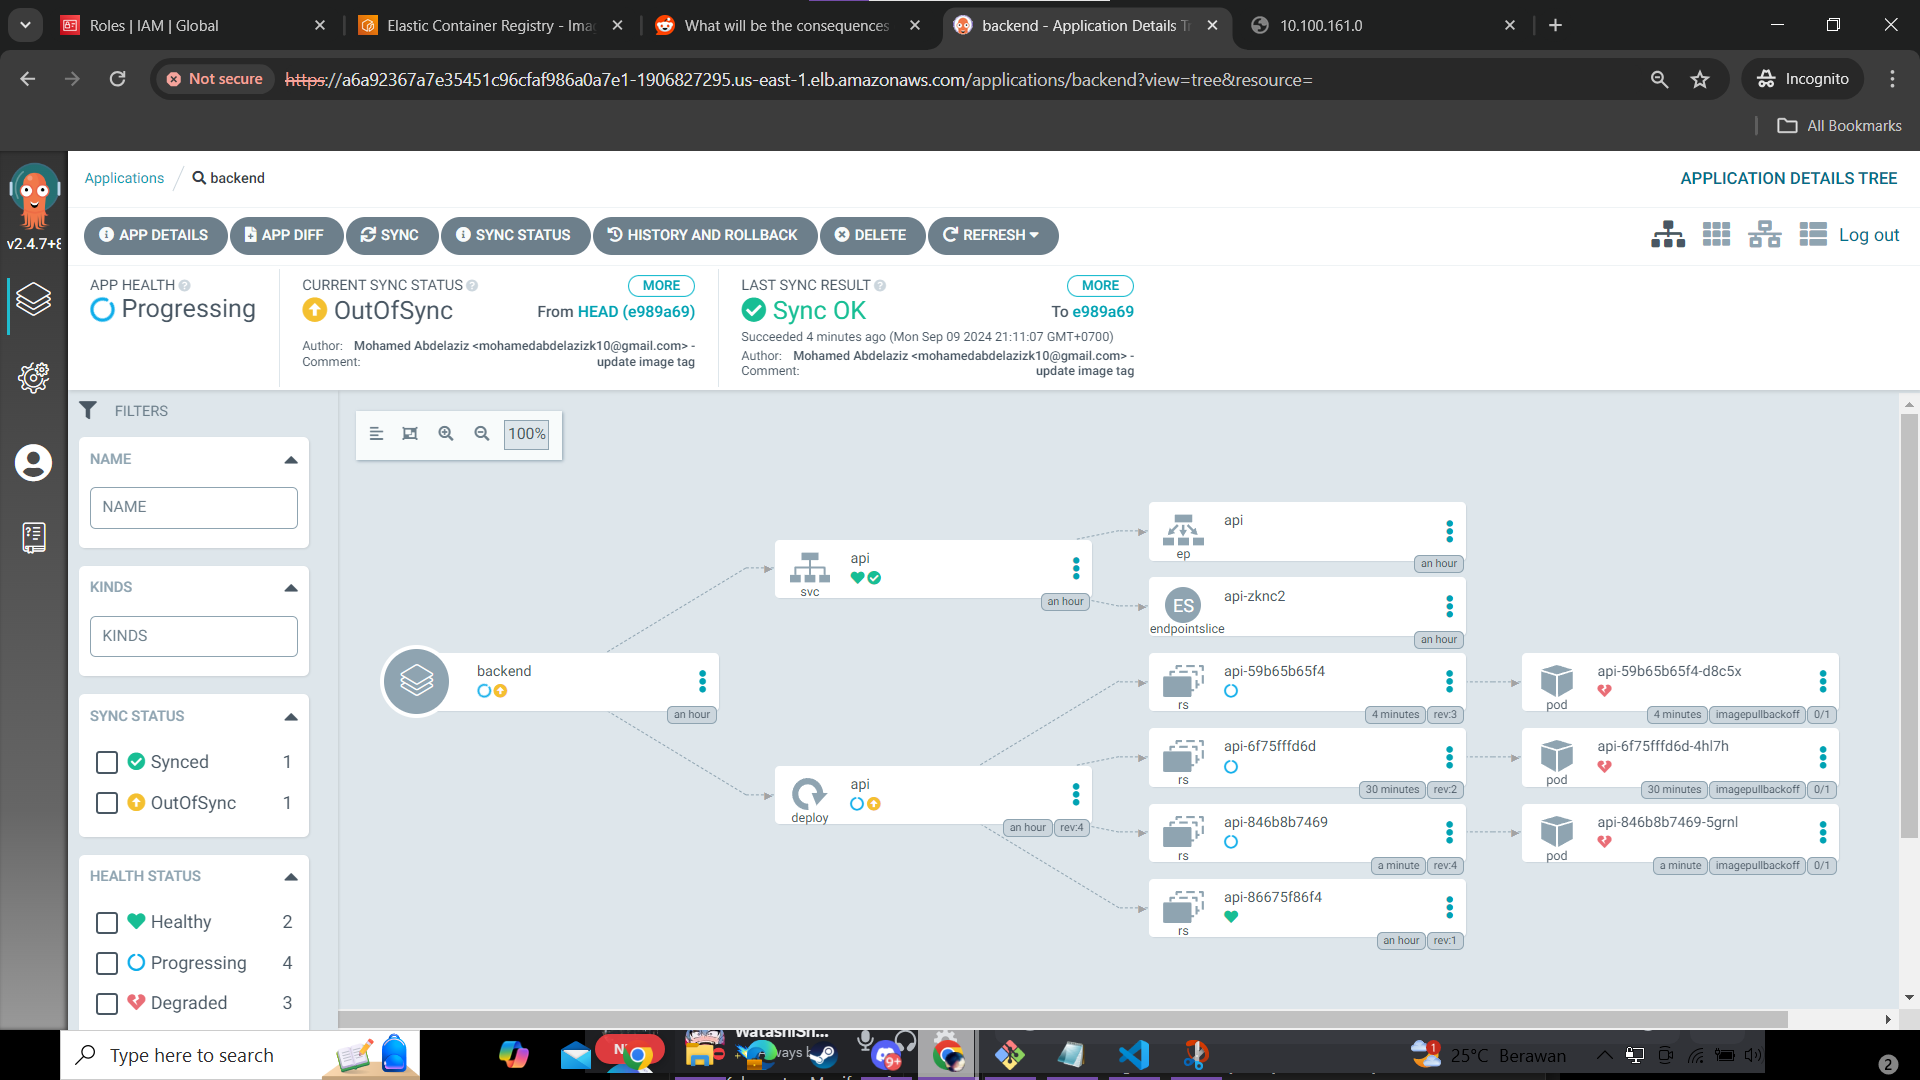 Roles | IAM | Global
Elastic Container Registry - Ima
What will be the consequences
backend - Application Details Tr
10.100.161.0
Not secure
https://a6a92367a7e35451c96cfaf986a0a7e1-1906827295.us-east-1.elb.amazonaws.com/applications/backend?view=tree&resource=
Incognito
All Bookmarks
Applications
backend
APPLICATION DETAILS TREE
v2.4.7+8
APP DETAILS
APP DIFF
SYNC
SYNC STATUS
HISTORY AND ROLLBACK
DELETE
REFRESH
Log out
APP HEALTH
Progressing
CURRENT SYNC STATUS
MORE
OutOfSync
From HEAD (e989a69)
Author: Mohamed Abdelaziz <mohamedabdelazizk10@gmail.com> -
Comment: update image tag
LAST SYNC RESULT
MORE
Sync OK
To e989a69
Succeeded 4 minutes ago (Mon Sep 09 2024 21:11:07 GMT+0700)
Author: Mohamed Abdelaziz <mohamedabdelazizk10@gmail.com> -
Comment: update image tag
FILTERS
NAME
NAME
KINDS
KINDS
SYNC STATUS
Synced 1
OutOfSync 1
HEALTH STATUS
Healthy 2
Progressing 4
Degraded 3
100%
backend
an hour
api
svc
an hour
api
deploy
an hour rev:4
api
ep
an hour
ES
api-zknc2
endpointslice
an hour
api-59b65b65f4
rs
4 minutes rev:3
api-6f75fffd6d
rs
30 minutes rev:2
api-846b8b7469
rs
a minute rev:4
api-86675f86f4
rs
an hour rev:1
api-59b65b65f4-d8c5x
pod
4 minutes imagepullbackoff 0/1
api-6f75fffd6d-4hl7h
pod
30 minutes imagepullbackoff 0/1
api-846b8b7469-5grnl
pod
a minute imagepullbackoff 0/1
Type here to search
25°C Berawan
2